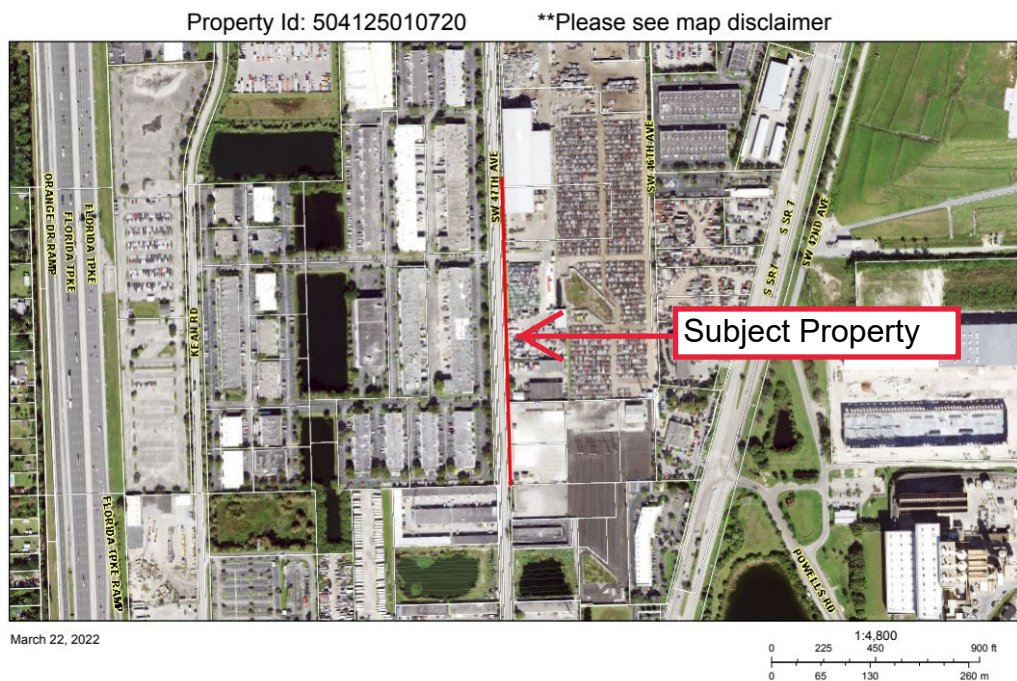 Property Id: 504125010720 **Please see map disclaimer
ORANGE DR RAMP
FLORIDA TPKE
FLORIDA TPKE
KEAN RD
SW 47TH AVE
SW 46TH AVE
S SR 7
S SR 7
SW 42ND AVE
Subject Property
FLORIDA TPKE RAMP
POWELLS RD
March 22, 2022
1:4,800
0 225 450 900 ft
0 65 130 260 m